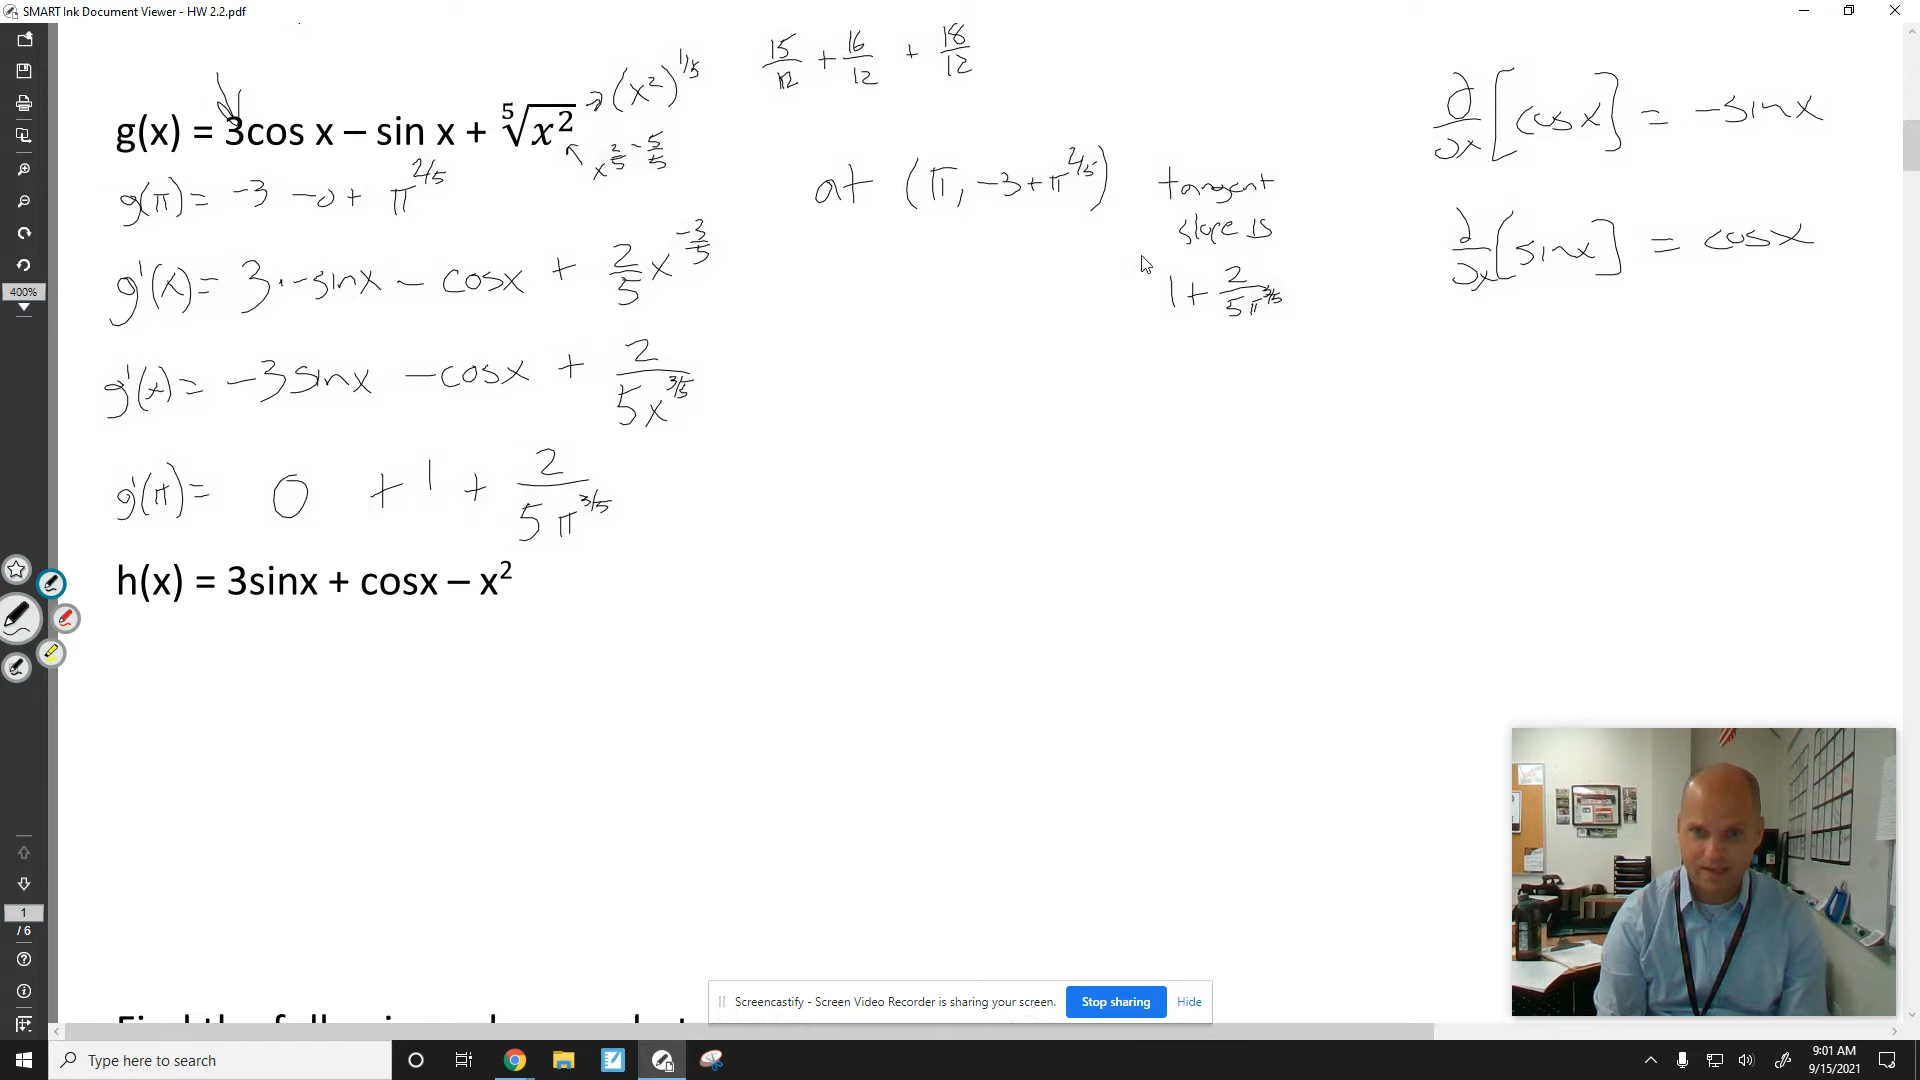 SMART Ink Document Viewer - HW 2.2.pdf
15/12 + 16/12 + 18/12
→ (x²)^1/5
g(x) = 3cos x – sin x + ⁵√x²
x^(2/5 - 5/5)
g(π) = -3 -0 + π^2/5
at (π, -3+π^2/5)
tangent
slope is
1 + 2/(5π^3/5)
∂/∂x [cos x] = -sinx
∂/∂x [sinx] = cosx
g'(x) = 3·-sinx - cosx + 2/5 x^-3/5
g'(x) = -3sinx - cosx + 2/(5x^3/5)
g'(π) = 0 + 1 + 2/(5π^3/5)
h(x) = 3sinx + cosx – x²
400%
1
/ 6
Screencastify - Screen Video Recorder is sharing your screen.
Stop sharing
Hide
Type here to search
9:01 AM
9/15/2021